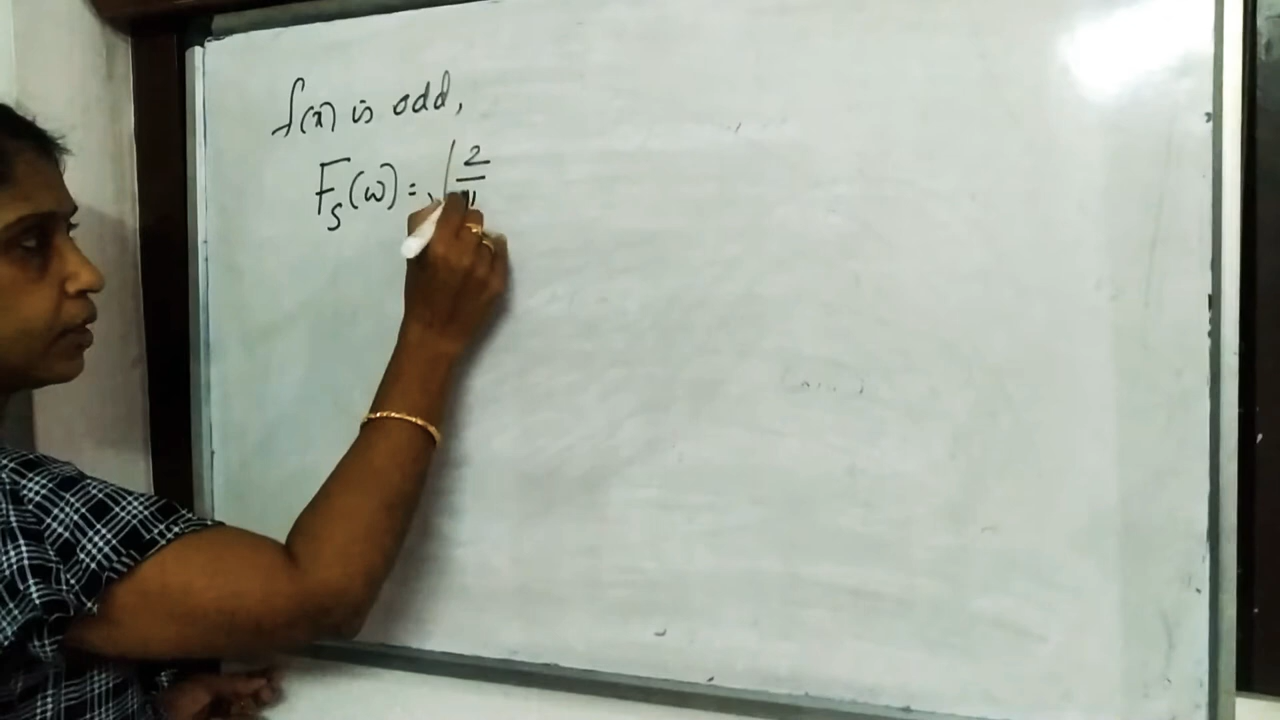 f(x) is odd,
F_S(ω) = √2/π